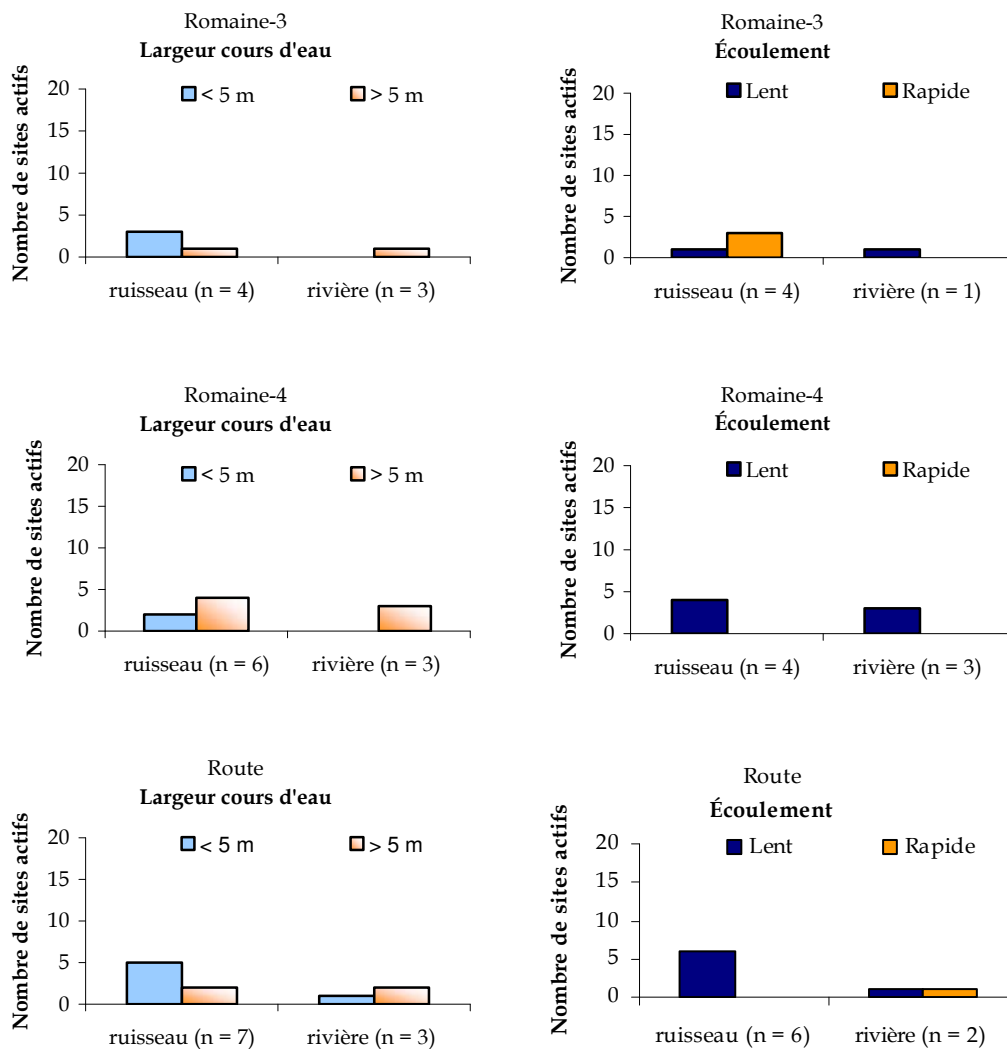 Romaine-3
Largeur cours d'eau
Nombre de sites actifs
< 5 m > 5 m
20
15
10
5
0
ruisseau (n = 4) rivière (n = 3)
Romaine-3
Écoulement
Nombre de sites actifs
Lent Rapide
20
15
10
5
0
ruisseau (n = 4) rivière (n = 1)
Romaine-4
Largeur cours d'eau
Nombre de sites actifs
< 5 m > 5 m
20
15
10
5
0
ruisseau (n = 6) rivière (n = 3)
Romaine-4
Écoulement
Nombre de sites actifs
Lent Rapide
20
15
10
5
0
ruisseau (n = 4) rivière (n = 3)
Route
Largeur cours d'eau
Nombre de sites actifs
< 5 m > 5 m
20
15
10
5
0
ruisseau (n = 7) rivière (n = 3)
Route
Écoulement
Nombre de sites actifs
Lent Rapide
20
15
10
5
0
ruisseau (n = 6) rivière (n = 2)